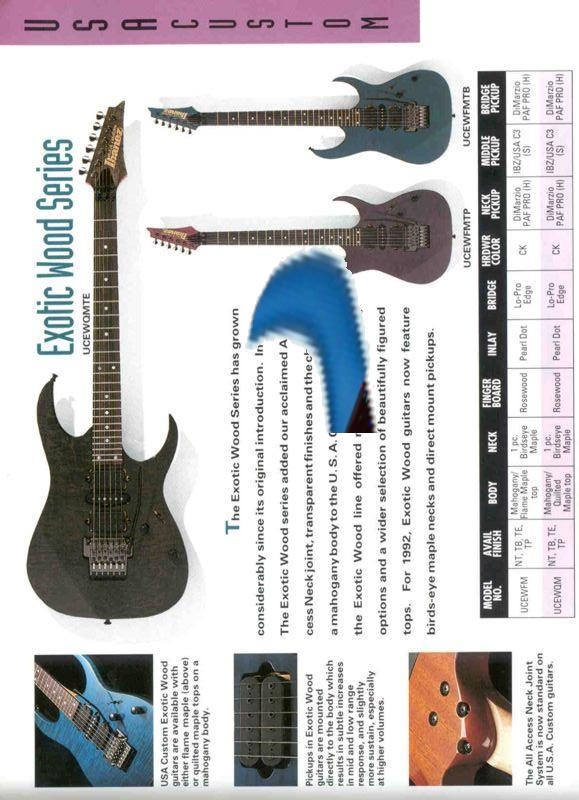 USA CUSTOM
Exotic Wood Series
UCEWQMTE
Ibanez
UCEWFMTP
UCEWFMTB
The Exotic Wood Series has grown
considerably since its original introduction. In
The Exotic Wood series added our acclaimed
cess Neck joint, transparent finishes and the
a mahogany body to the U. S. A.
the Exotic Wood line offered
options and a wider selection of beautifully figured
tops. For 1992, Exotic Wood guitars now feature
birds-eye maple necks and direct mount pickups.
USA Custom Exotic Wood
guitars are available with
either flame maple (above)
or quilted maple tops on a
mahogany body.
Pickups in Exotic Wood
guitars are mounted
directly to the body which
results in subtle increases
in mid and low range
response, and slightly
more sustain, especially
at higher volumes.
The All Access Neck Joint
System is now standard on
all U.S.A. Custom guitars.
MODEL NO. AVAIL FINISH BODY NECK FINGER BOARD INLAY BRIDGE HRDWR COLOR NECK PICKUP MIDDLE PICKUP BRIDGE PICKUP
UCEWFM NT, TB, TE, TP Mahogany/ Flame Maple top 1 pc. Birdseye Maple Rosewood Pearl Dot Lo-Pro Edge CK DiMarzio PAF PRO (H) IBZ/USA C3 (S) DiMarzio PAF PRO (H)
UCEWQM NT, TB, TE, TP Mahogany/ Quilted Maple top 1 pc. Birdseye Maple Rosewood Pearl Dot Lo-Pro Edge CK DiMarzio PAF PRO (H) IBZ/USA C3 (S) DiMarzio PAF PRO (H)